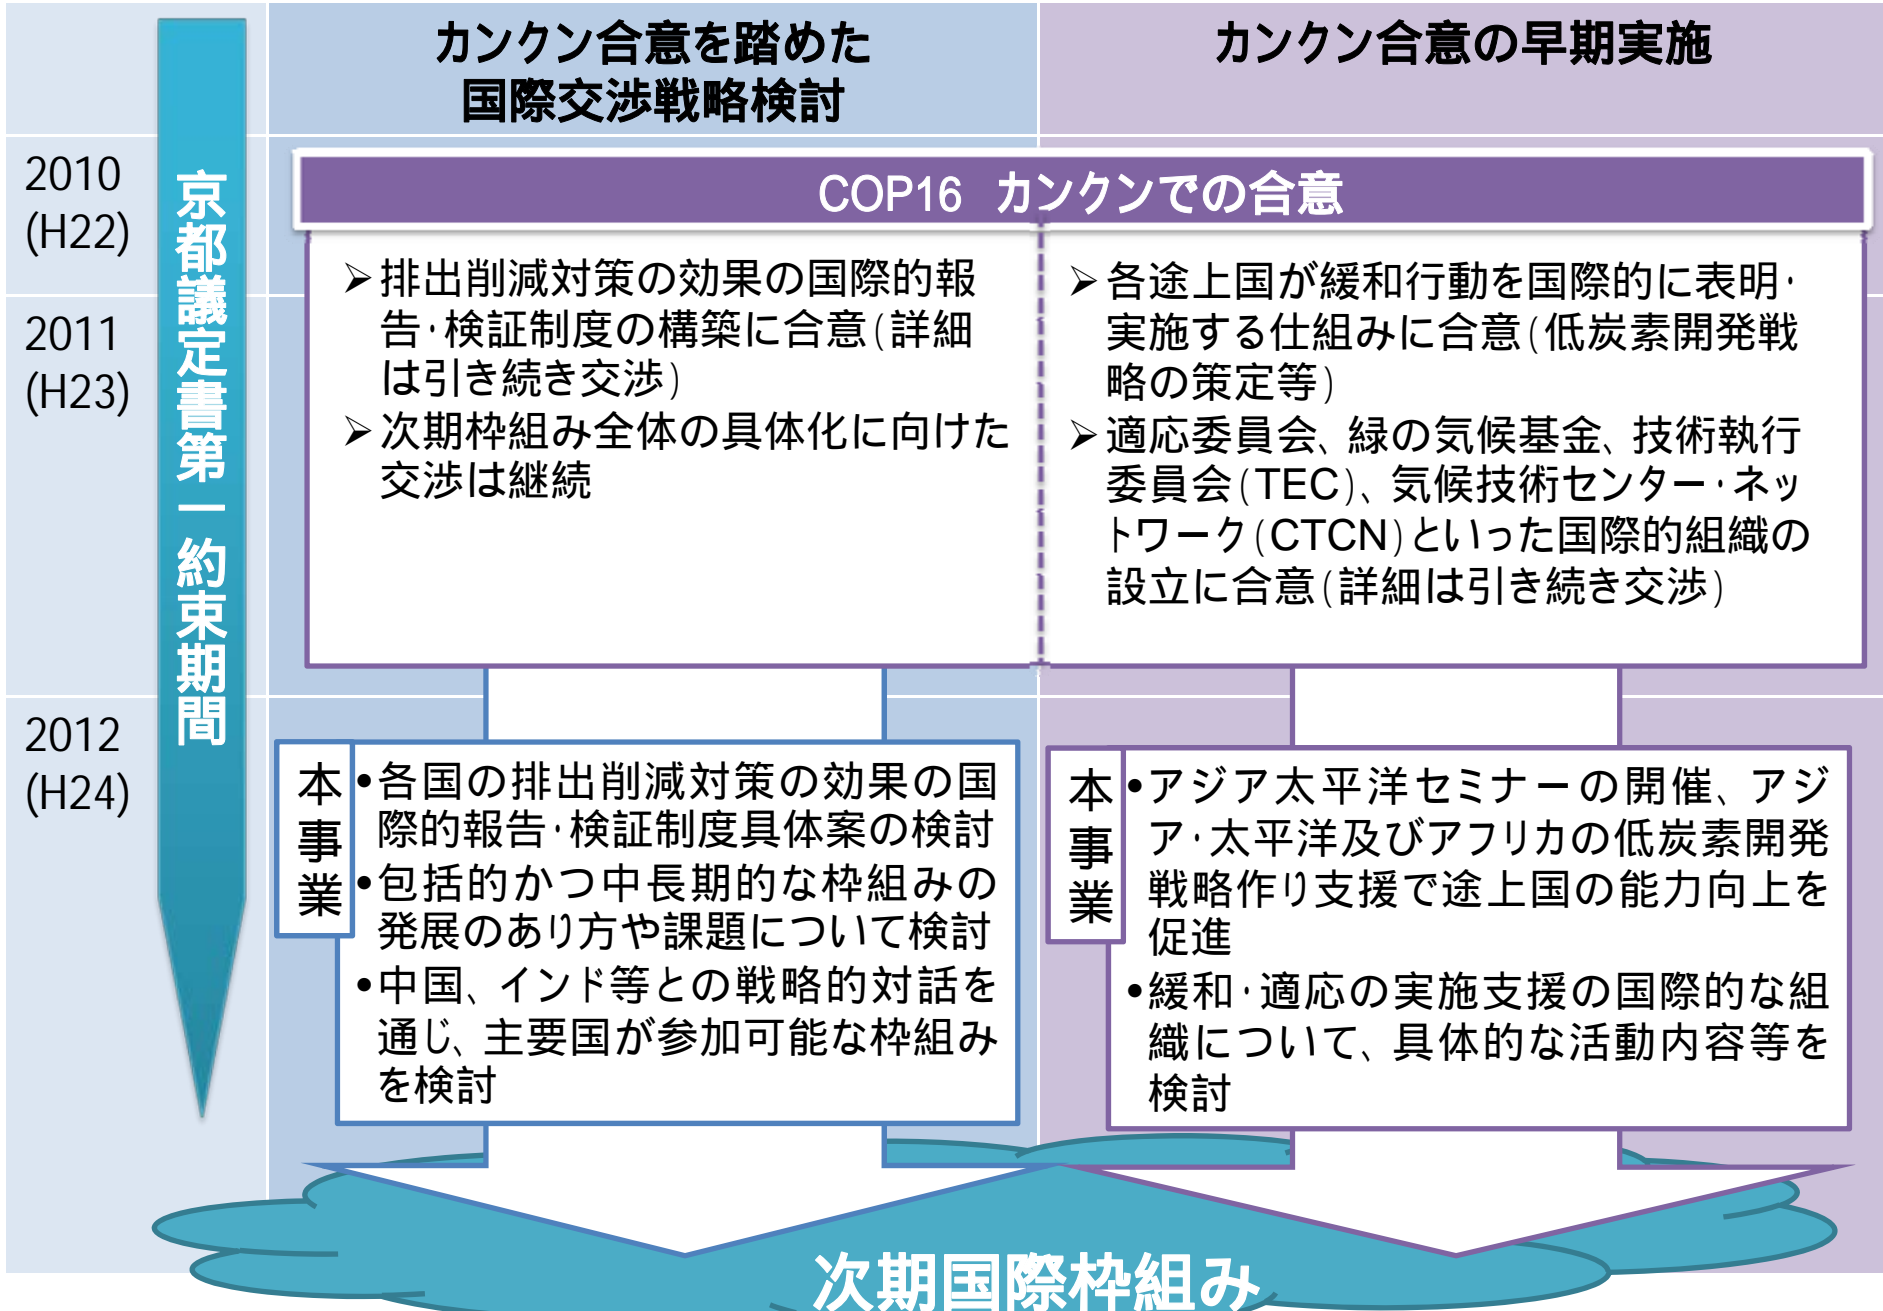 カンクン合意を踏めた
国際交渉戦略検討
カンクン合意の早期実施
2010
(H22)
2011
(H23)
2012
(H24)
京都議定書第一約束期間
COP16 カンクンでの合意
➢排出削減対策の効果の国際的報
告・検証制度の構築に合意(詳細
は引き続き交渉)
➢次期枠組み全体の具体化に向けた
交渉は継続
➢各途上国が緩和行動を国際的に表明・
実施する仕組みに合意(低炭素開発戦
略の策定等)
➢適応委員会、緑の気候基金、技術執行
委員会(TEC)、気候技術センター・ネッ
トワーク(CTCN)といった国際的組織の
設立に合意(詳細は引き続き交渉)
本事業
•各国の排出削減対策の効果の国
際的報告・検証制度具体案の検討
•包括的かつ中長期的な枠組みの
発展のあり方や課題について検討
•中国、インド等との戦略的対話を
通じ、主要国が参加可能な枠組み
を検討
本事業
•アジア太平洋セミナーの開催、アジ
ア・太平洋及びアフリカの低炭素開発
戦略作り支援で途上国の能力向上を
促進
•緩和・適応の実施支援の国際的な組
織について、具体的な活動内容等を
検討
次期国際枠組み